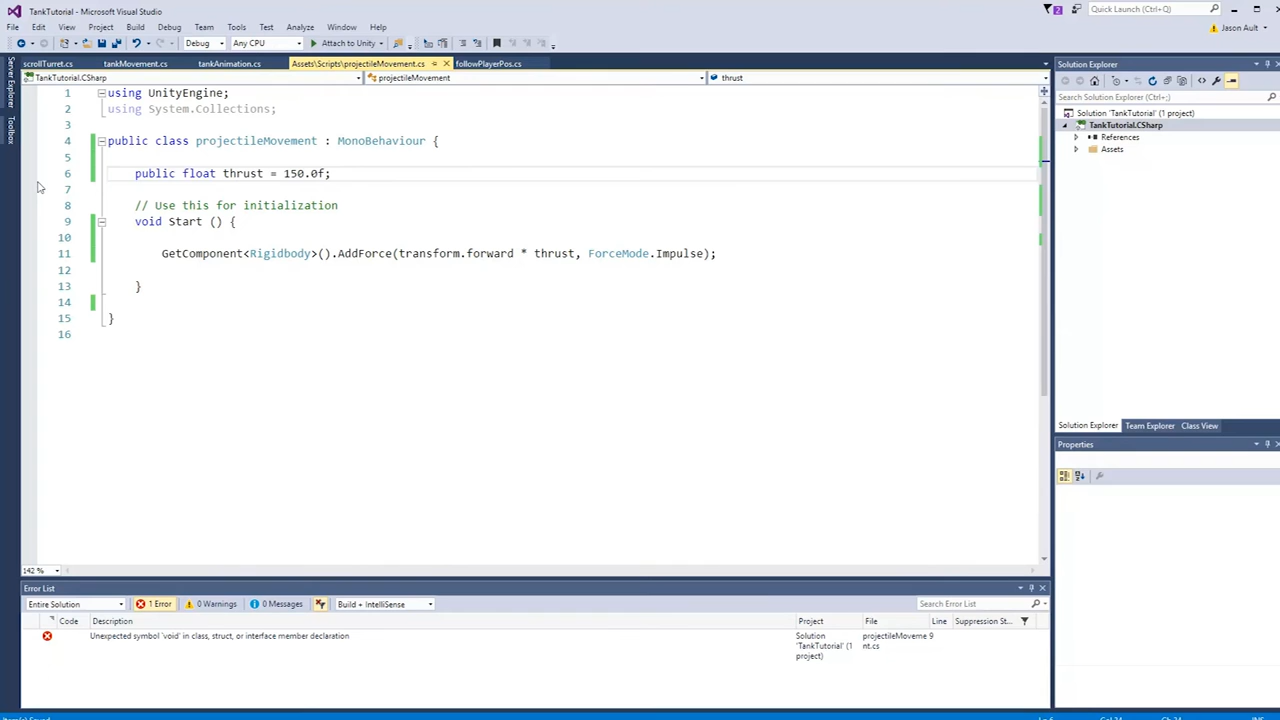 TankTutorial - Microsoft Visual Studio
2
Quick Launch (Ctrl+Q)
File Edit View Project Build Debug Team Tools Test Analyze Window Help
Jason Ault
Debug Any CPU Attach to Unity
scrollTurret.cs tankMovement.cs tankAnimation.cs Assets\Scripts\projectileMovement.cs followPlayerPos.cs
TankTutorial.CSharp projectileMovement thrust
Server Explorer
Toolbox
1 using UnityEngine;
2 using System.Collections;
3
4 public class projectileMovement : MonoBehaviour {
5
6 public float thrust = 150.0f;
7
8 // Use this for initialization
9 void Start () {
10
11 GetComponent<Rigidbody>().AddForce(transform.forward * thrust, ForceMode.Impulse);
12
13 }
14
15 }
16
142 %
Solution Explorer
Search Solution Explorer (Ctrl+;)
Solution 'TankTutorial' (1 project)
TankTutorial.CSharp
References
Assets
Solution Explorer Team Explorer Class View
Properties
Error List
Entire Solution 1 Error 0 Warnings 0 Messages Build + IntelliSense Search Error List
Code Description Project File Line Suppression St...
Unexpected symbol `void' in class, struct, or interface member declaration Solution projectileMoveme 9
'TankTutorial' (1 nt.cs
project)